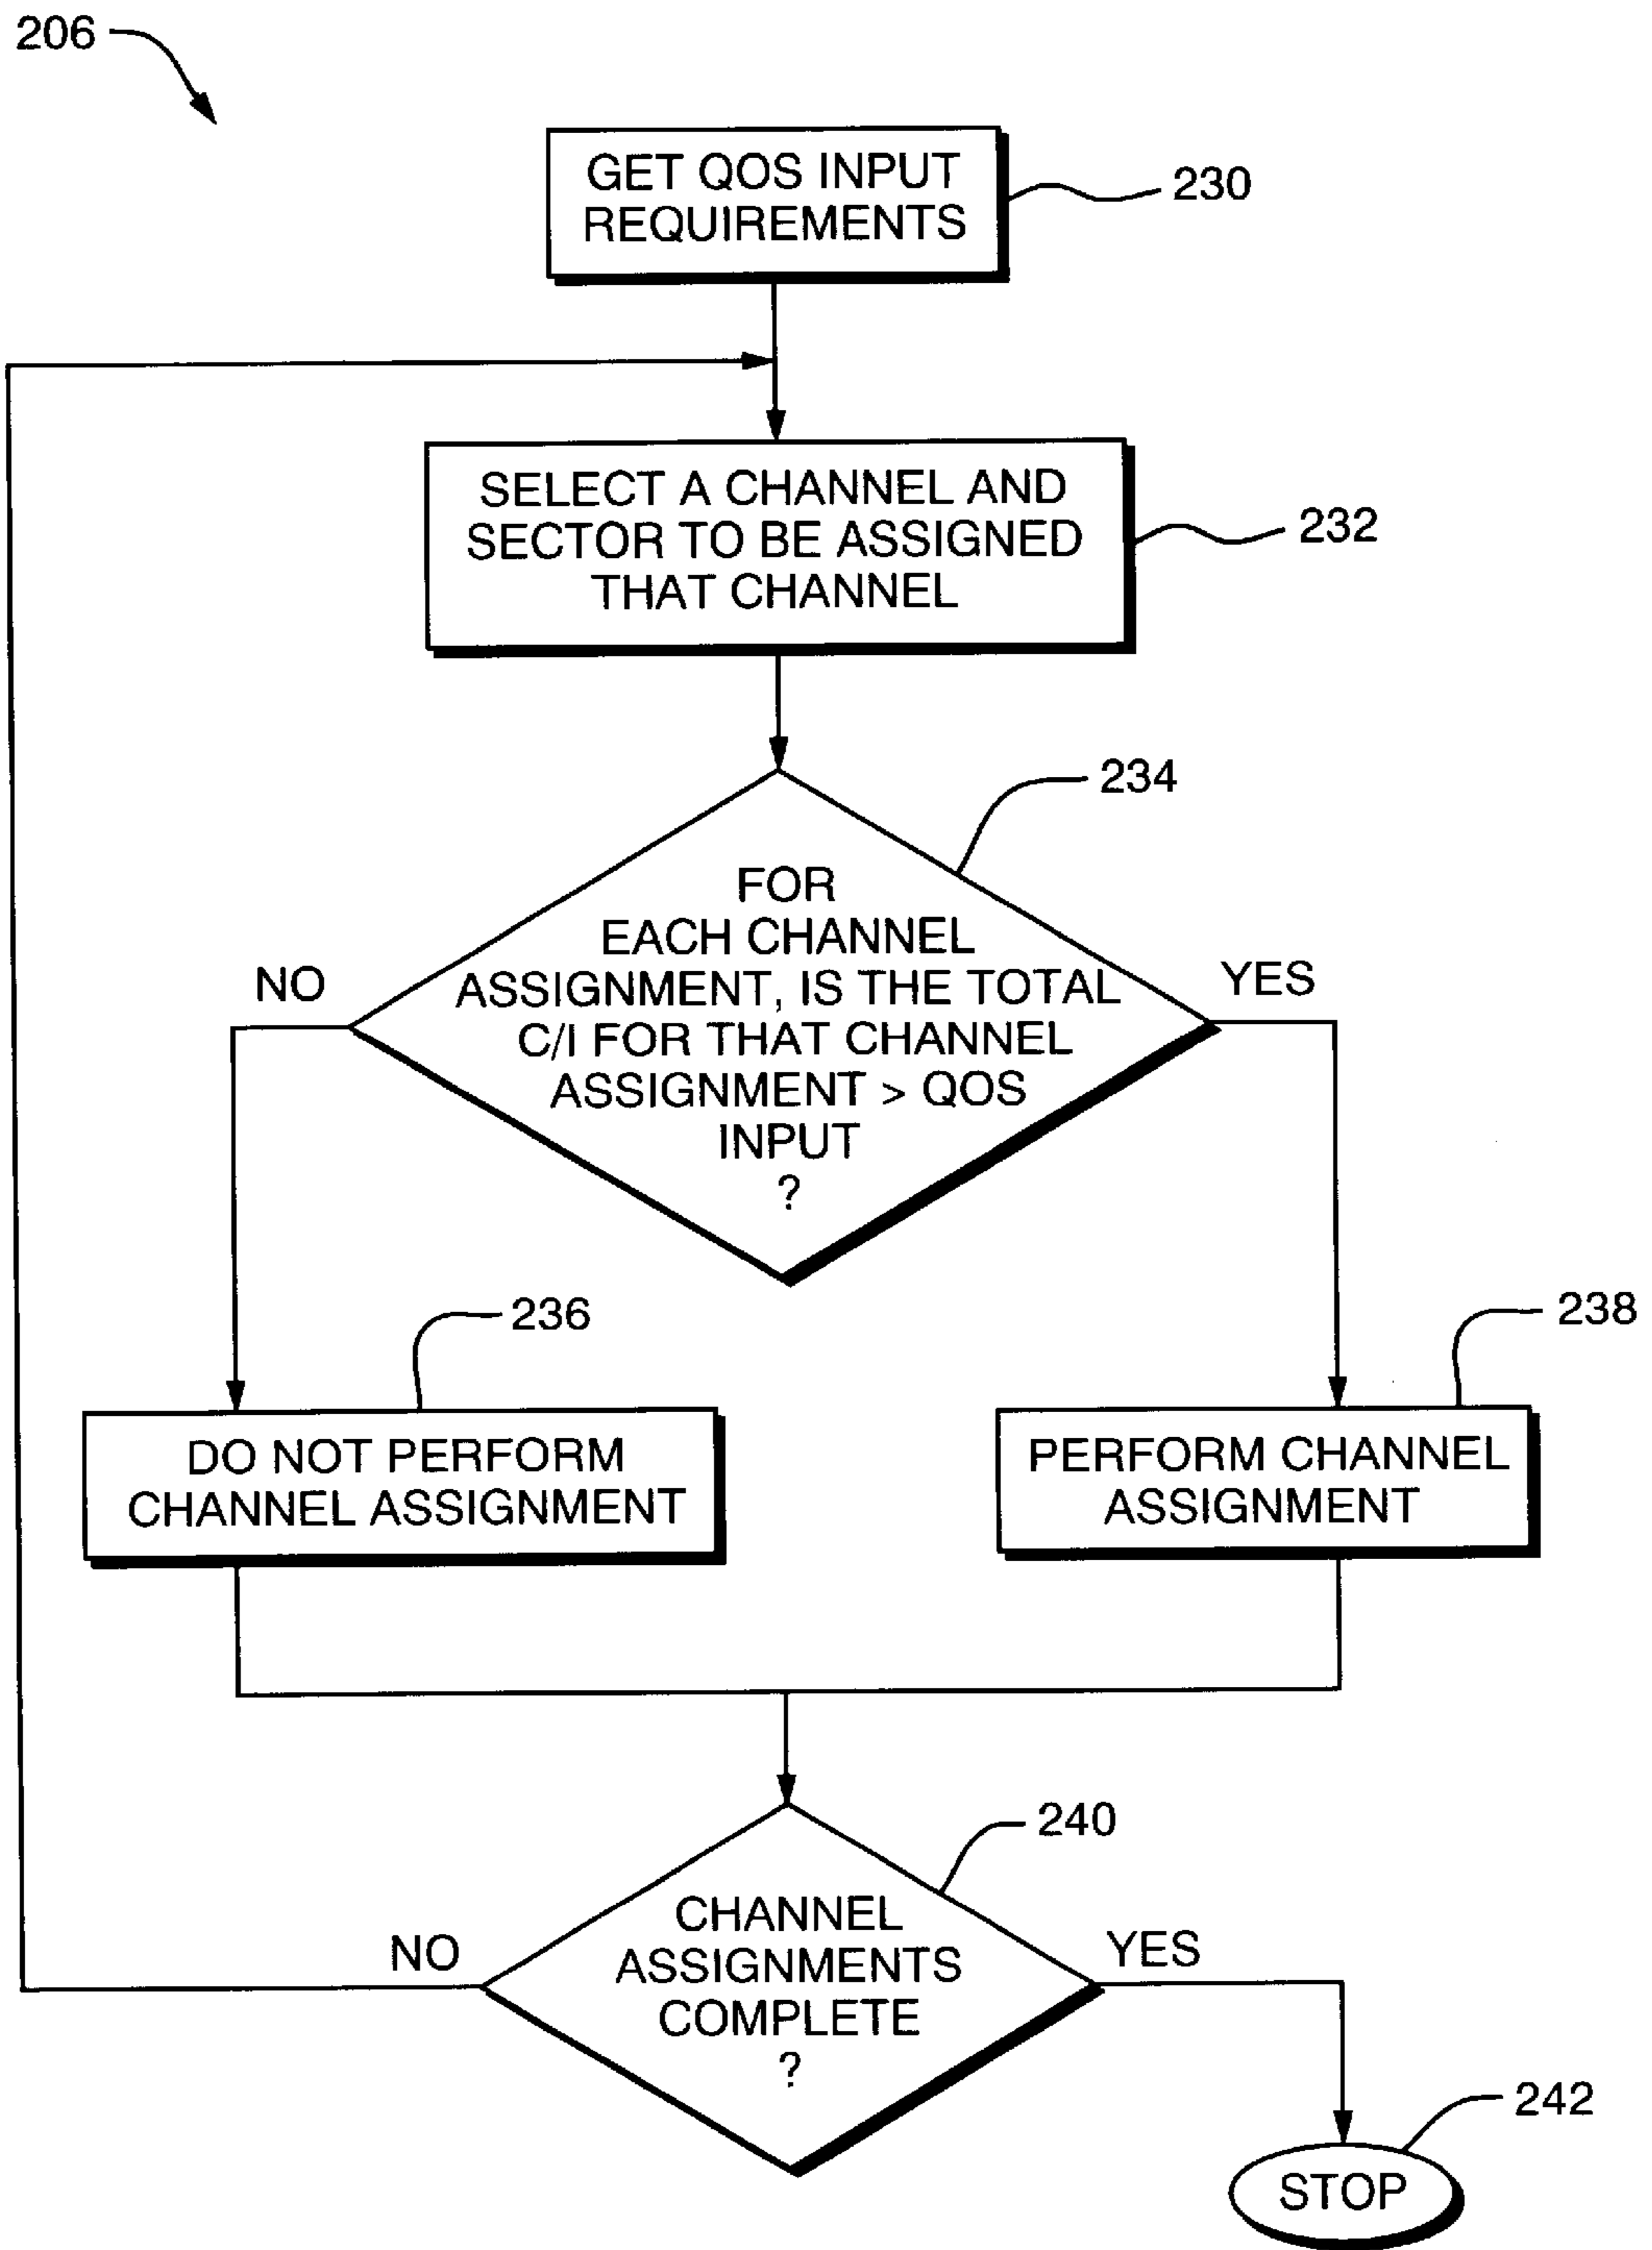 206
GET QOS INPUT
REQUIREMENTS
230
SELECT A CHANNEL AND
SECTOR TO BE ASSIGNED
THAT CHANNEL
232
234
FOR
EACH CHANNEL
ASSIGNMENT, IS THE TOTAL
C/I FOR THAT CHANNEL
ASSIGNMENT > QOS
INPUT
?
NO
YES
236
238
DO NOT PERFORM
CHANNEL ASSIGNMENT
PERFORM CHANNEL
ASSIGNMENT
240
CHANNEL
ASSIGNMENTS
COMPLETE
?
NO
YES
242
STOP